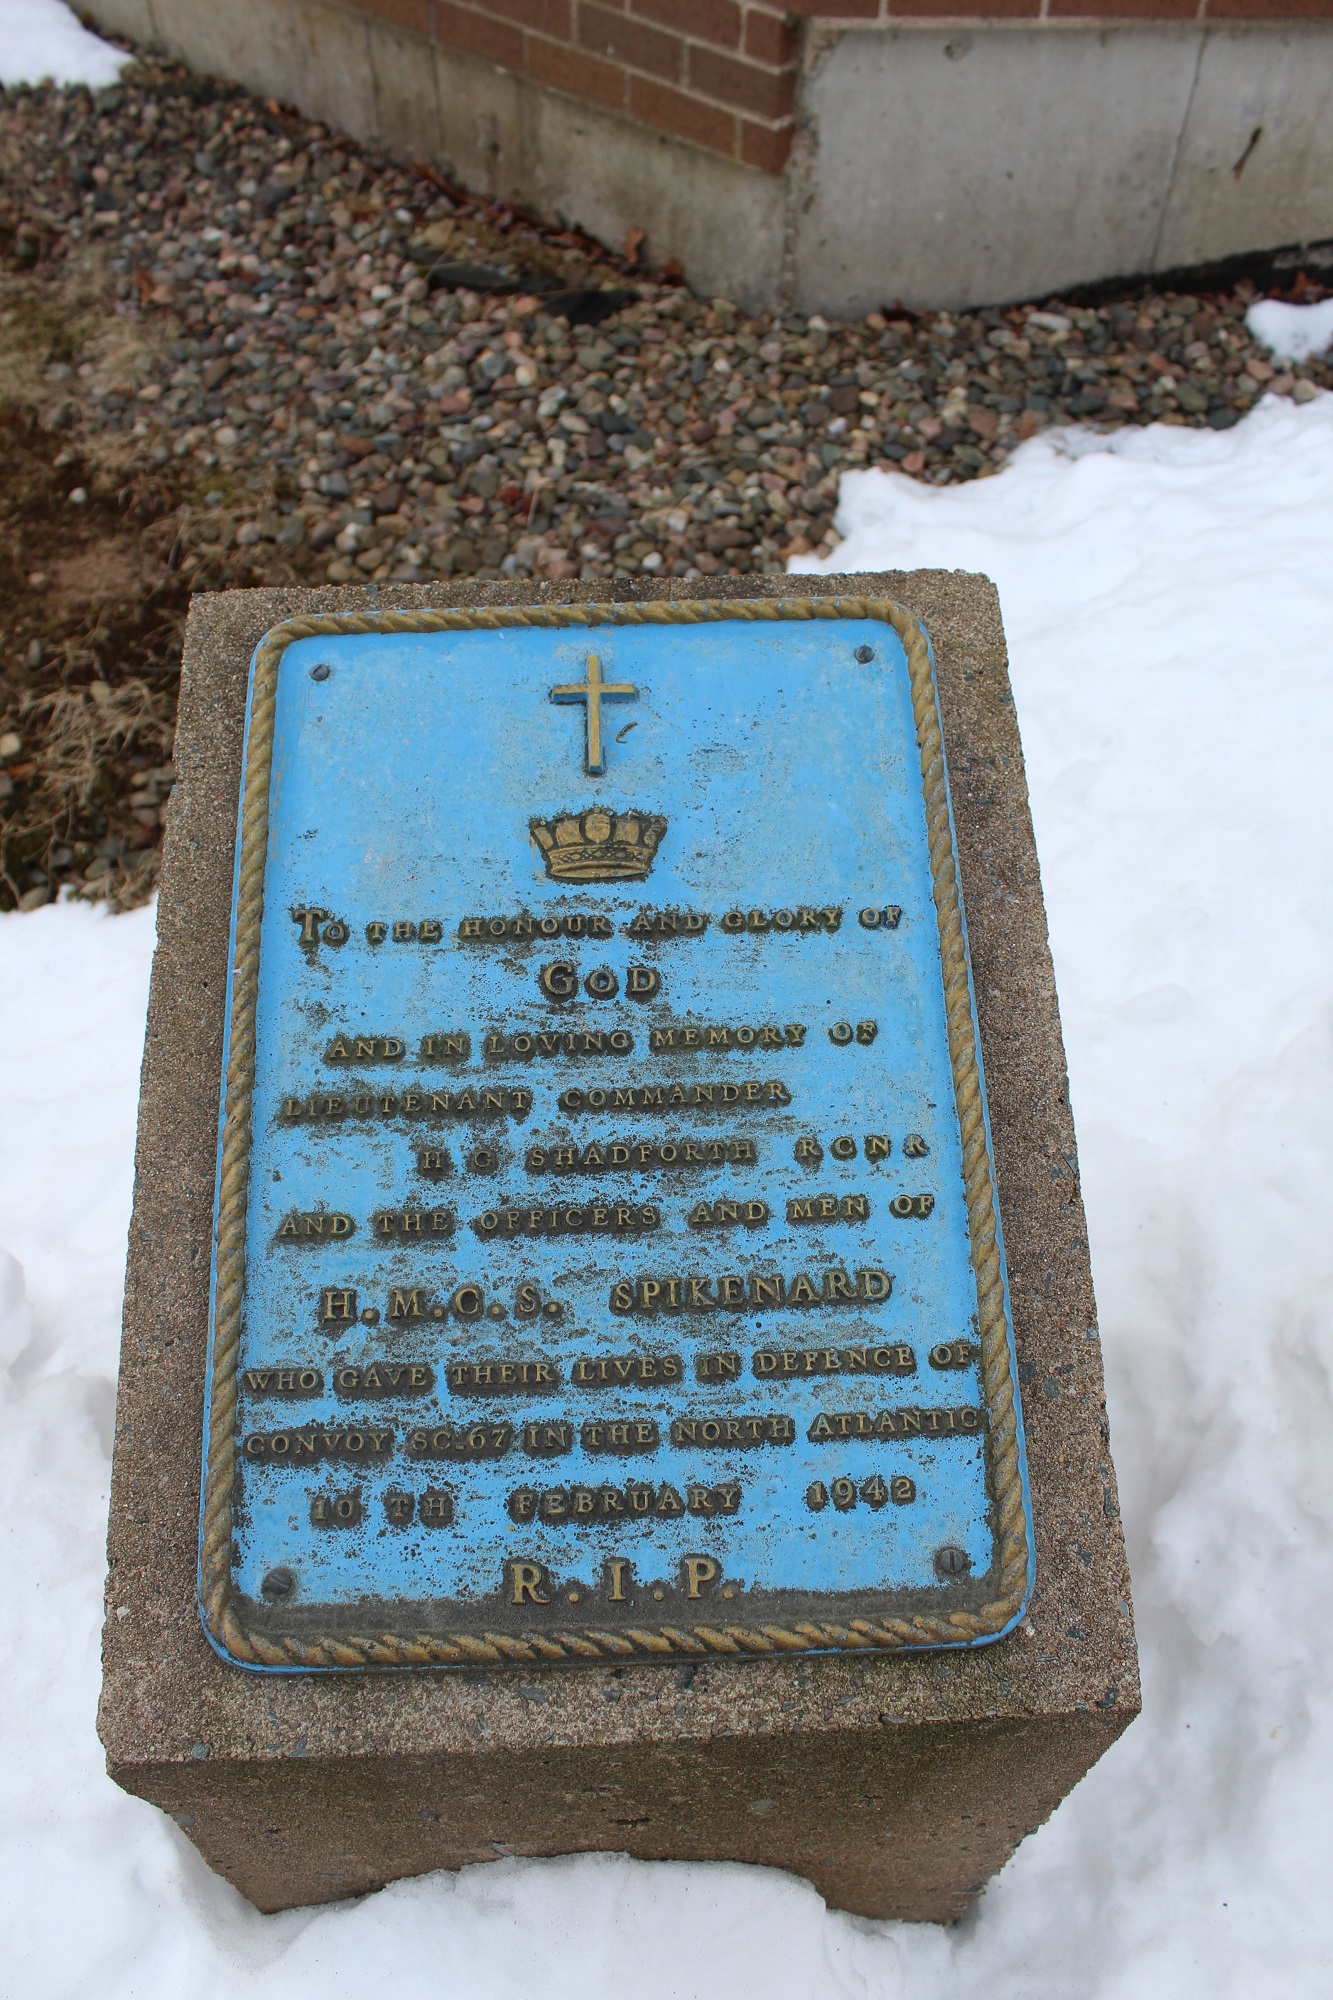 TO THE HONOUR AND GLORY OF
GOD
AND IN LOVING MEMORY OF
LIEUTENANT COMMANDER
H G SHADFORTH R C N R
AND THE OFFICERS AND MEN OF
H.M.C.S. SPIKENARD
WHO GAVE THEIR LIVES IN DEFENCE OF
CONVOY SC-67 IN THE NORTH ATLANTIC
10 TH FEBRUARY 1942
R.I.P.